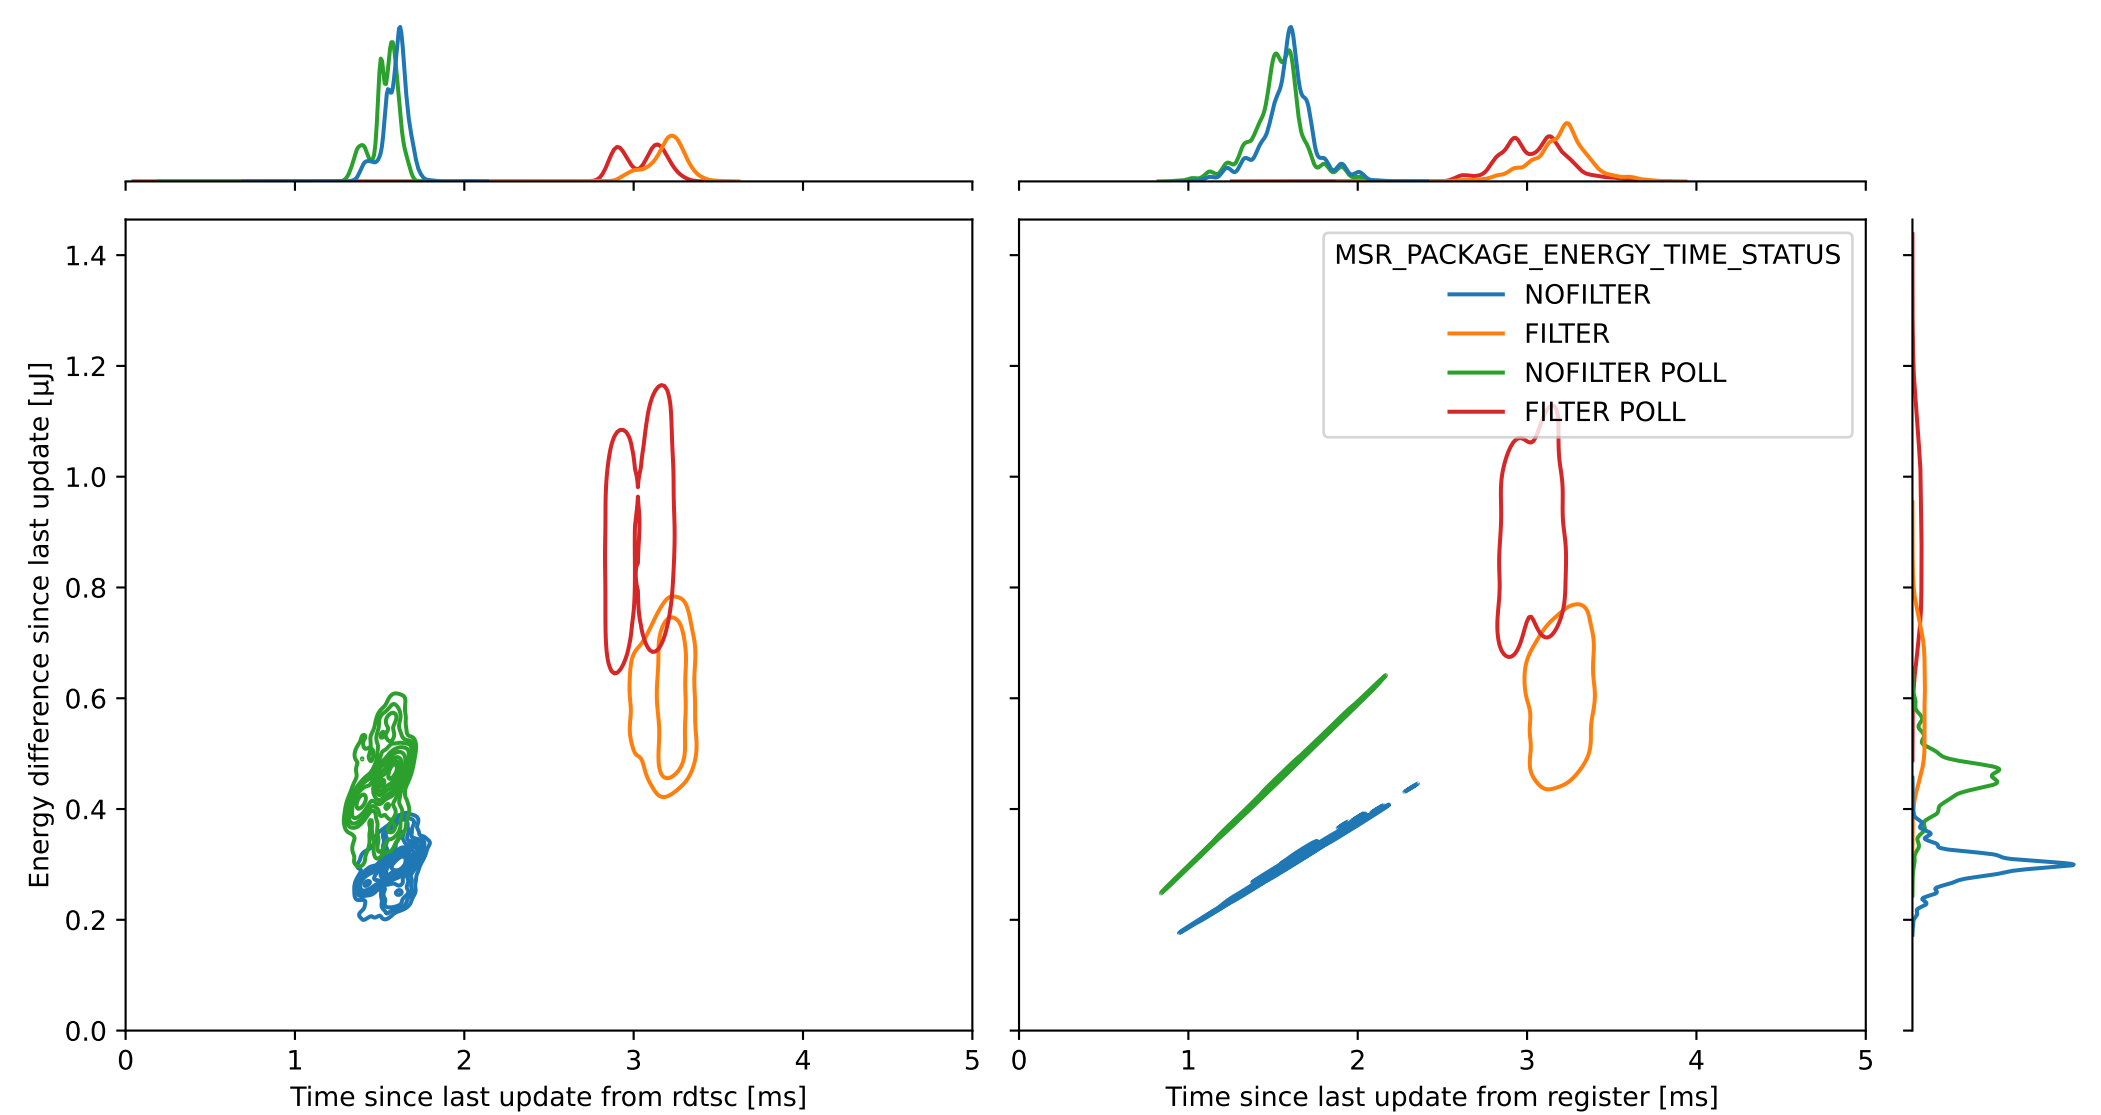 1.4
1.2
1.0
0.8
0.6
0.4
0.2
0.0
Energy difference since last update [µJ]
0 1 2 3 4 5
Time since last update from rdtsc [ms]
MSR_PACKAGE_ENERGY_TIME_STATUS
NOFILTER
FILTER
NOFILTER POLL
FILTER POLL
0 1 2 3 4 5
Time since last update from register [ms]